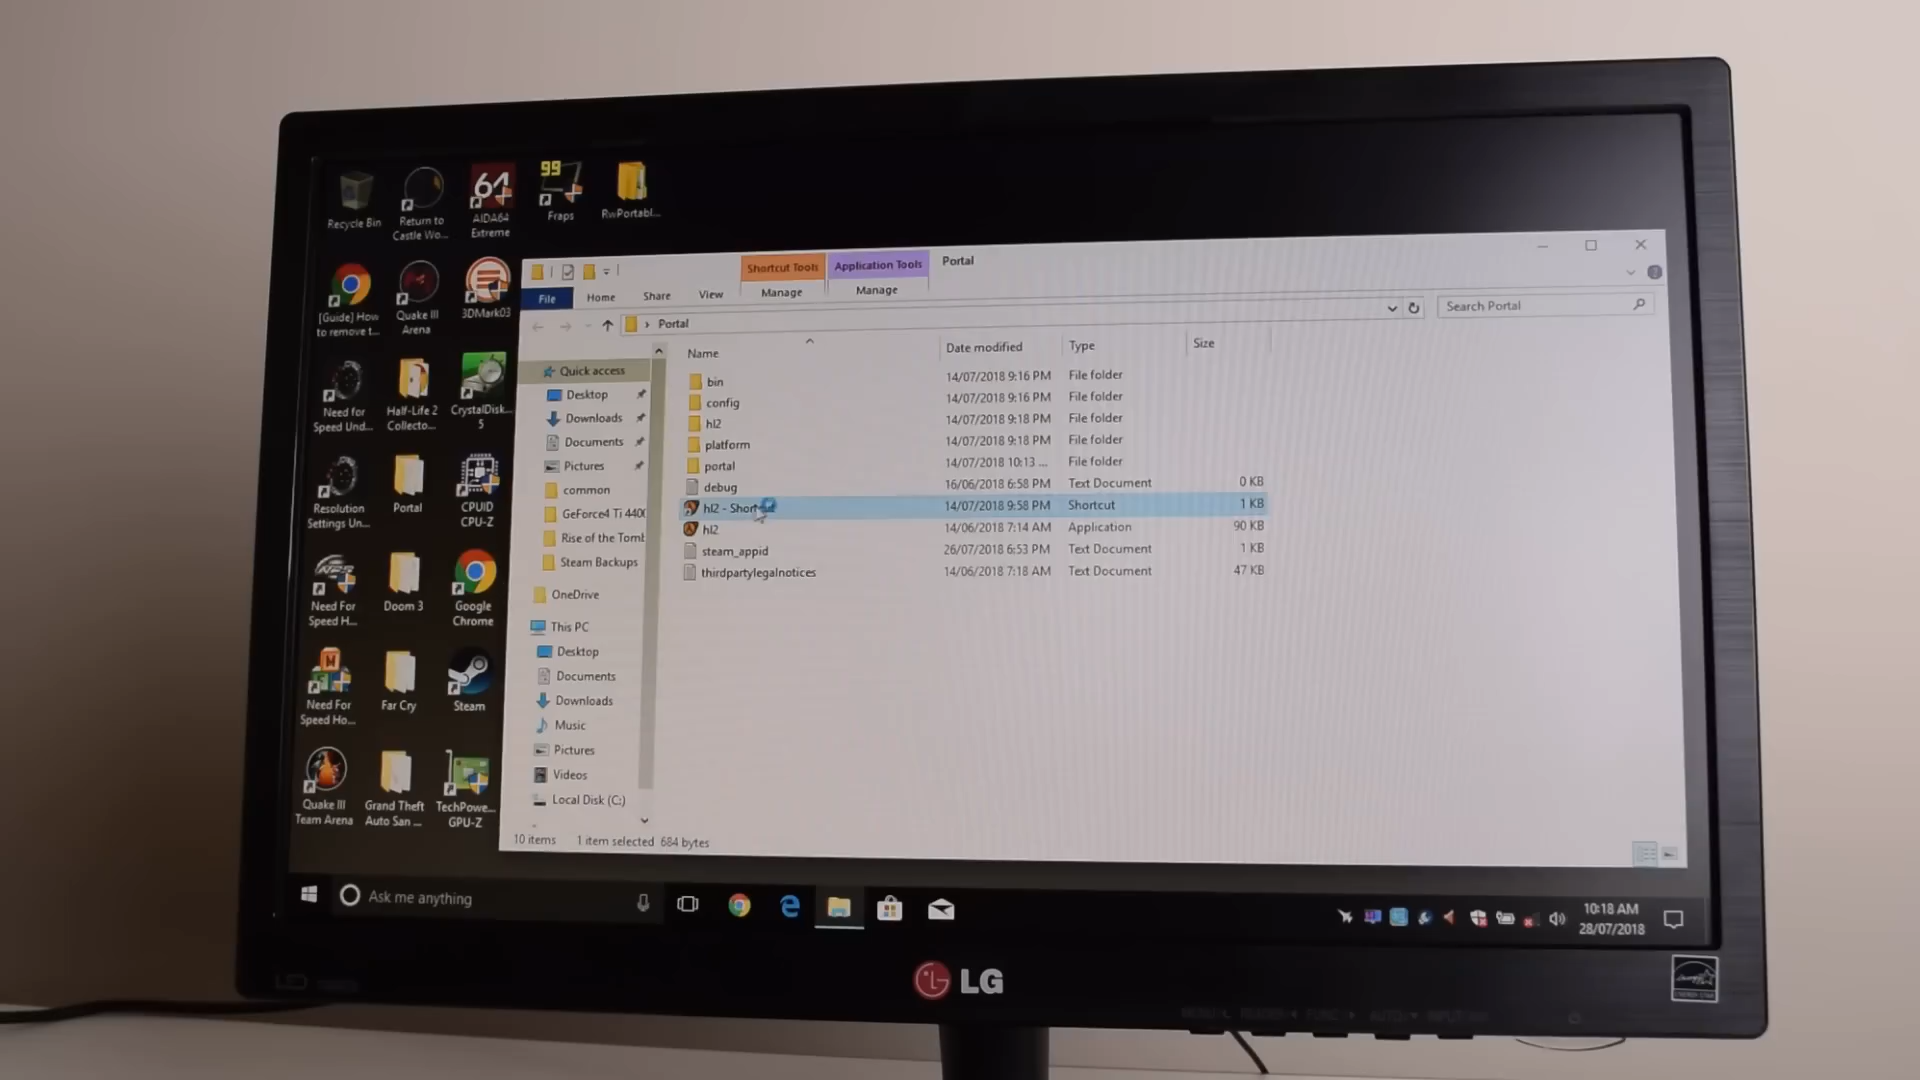 Recycle Bin
Return to
Castle Wo...
64
AIDA64
Extreme
99
Fraps
RwPortabl...
[Guide] How
to remove t...
Quake III
Arena
3DMark03
Need for
Speed Und...
Half-Life 2
Collecto...
CrystalDisk...
5
Resolution
Settings Un...
Portal
CPUID
CPU-Z
Need For
Speed H...
Doom 3
Google
Chrome
Need For
Speed Ho...
Far Cry
Steam
Quake III
Team Arena
Grand Theft
Auto San ...
TechPowe...
GPU-Z
Shortcut Tools
Application Tools
Portal
File
Home
Share
View
Manage
Manage
Portal
Search Portal
Name
Date modified
Type
Size
Quick access
Desktop
Downloads
Documents
Pictures
common
GeForce4 Ti 440
Rise of the Tom
Steam Backups
OneDrive
This PC
Desktop
Documents
Downloads
Music
Pictures
Videos
Local Disk (C:)
bin 14/07/2018 9:16 PM File folder
config 14/07/2018 9:16 PM File folder
hl2 14/07/2018 9:18 PM File folder
platform 14/07/2018 9:18 PM File folder
portal 14/07/2018 10:13 ... File folder
debug 16/06/2018 6:58 PM Text Document 0 KB
hl2 - Shortcut 14/07/2018 9:58 PM Shortcut 1 KB
hl2 14/06/2018 7:14 AM Application 90 KB
steam_appid 26/07/2018 6:53 PM Text Document 1 KB
thirdpartylegalnotices 14/06/2018 7:18 AM Text Document 47 KB
10 items 1 item selected 684 bytes
Ask me anything
10:18 AM
28/07/2018
LG